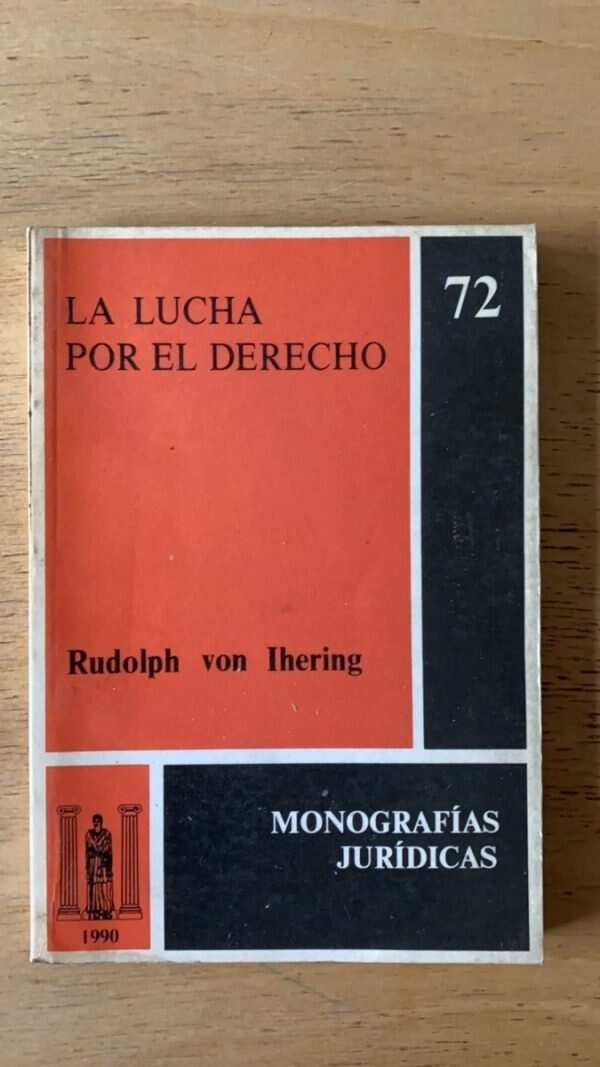 LA LUCHA
POR EL DERECHO
72
Rudolph von Ihering
MONOGRAFÍAS
JURÍDICAS
1990